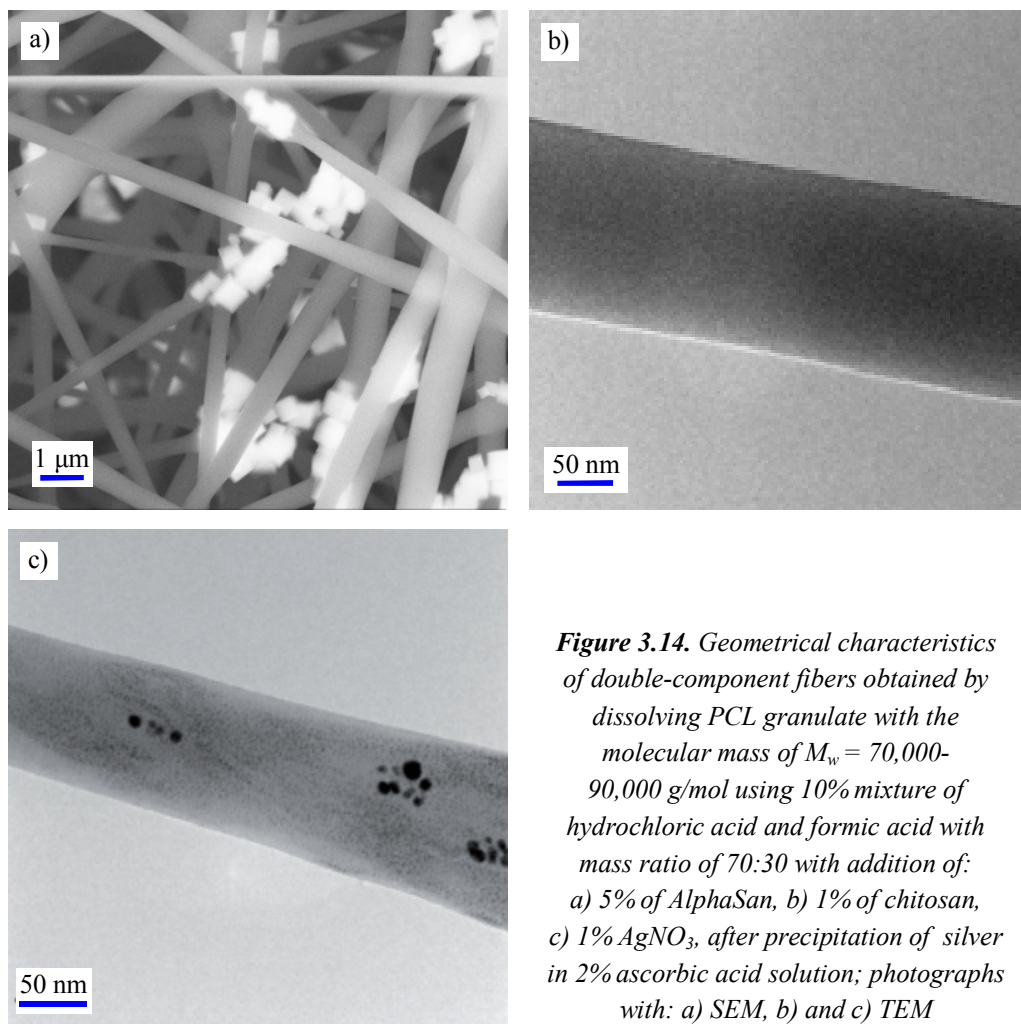 a)
1 μm
b)
50 nm
c)
50 nm
Figure 3.14. Geometrical characteristics
of double-component fibers obtained by
dissolving PCL granulate with the
molecular mass of Mw = 70,000-
90,000 g/mol using 10% mixture of
hydrochloric acid and formic acid with
mass ratio of 70:30 with addition of:
a) 5% of AlphaSan, b) 1% of chitosan,
c) 1% AgNO3, after precipitation of silver
in 2% ascorbic acid solution; photographs
with: a) SEM, b) and c) TEM